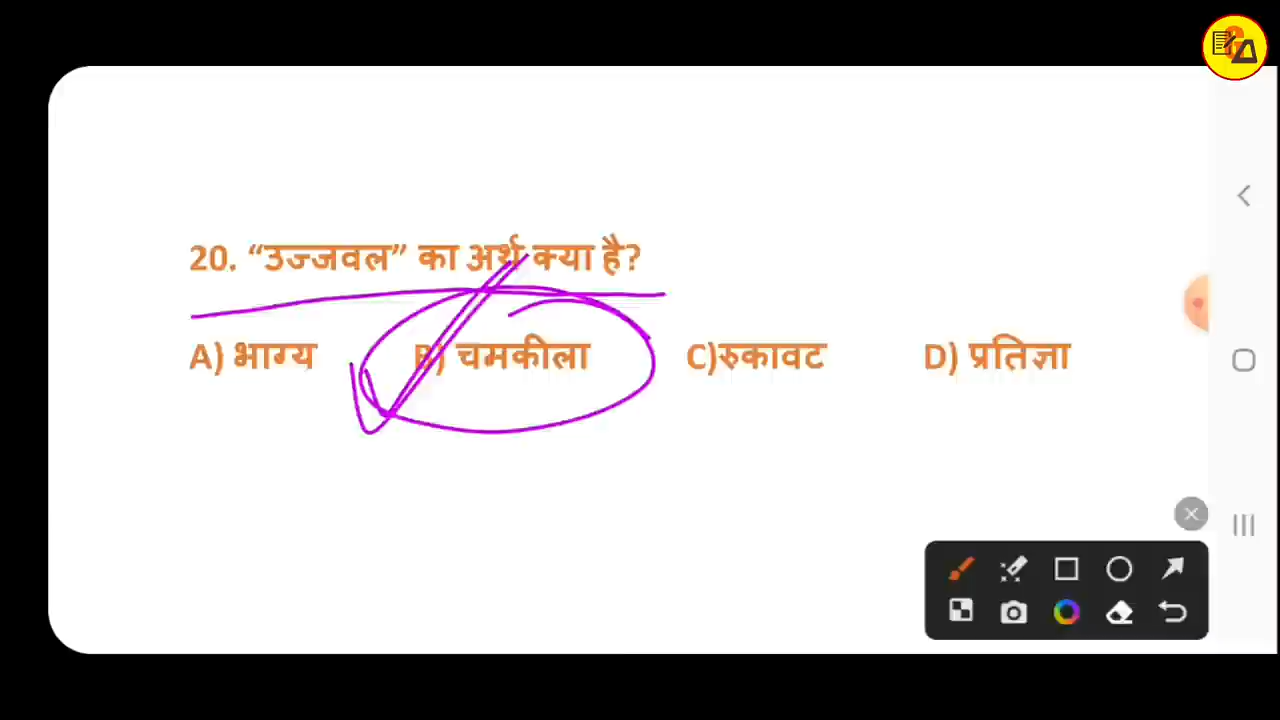 20. “उज्जवल” का अर्थ क्या है?
A) भाग्य B) चमकीला C)रुकावट D) प्रतिज्ञा